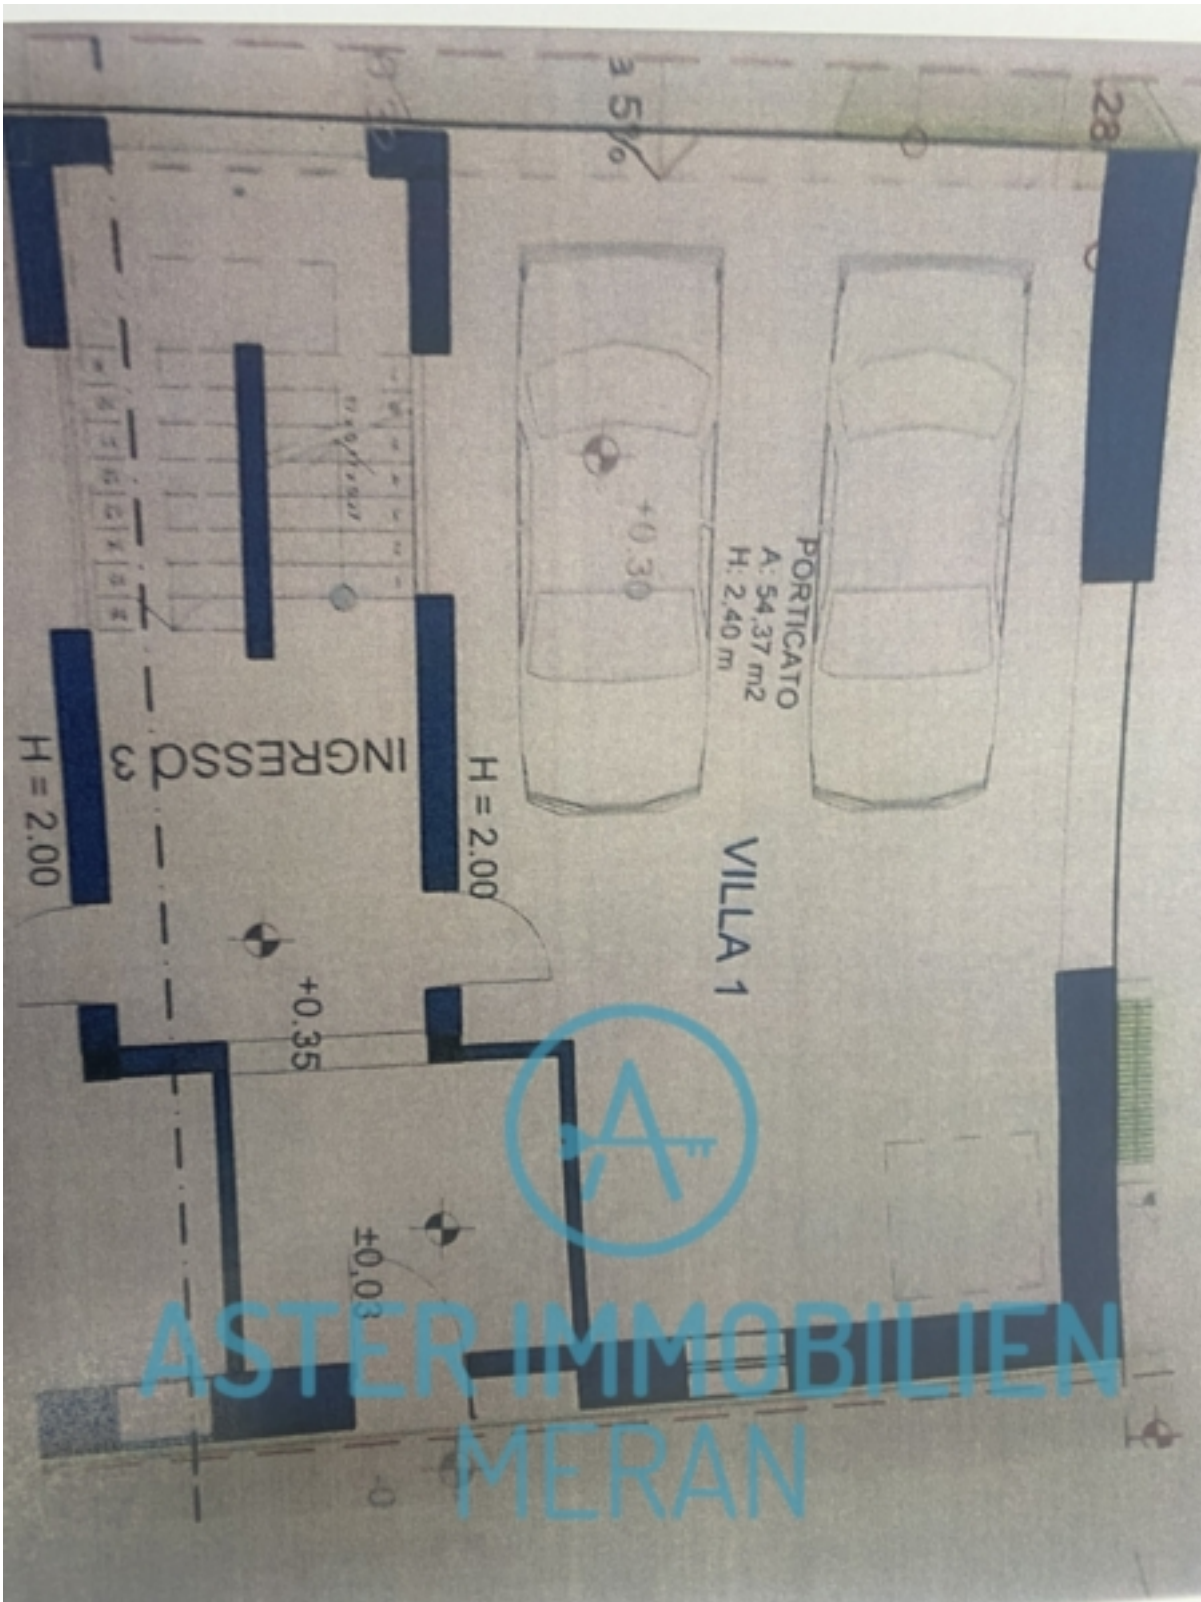 a 5%
28
+0.30
PORTICATO
A: 54,37 m2
H: 2,40 m
INGRESSO 3
H = 2.00
H = 2.00
VILLA 1
+0.35
±0,03
ASTER IMMOBILIEN
MERAN